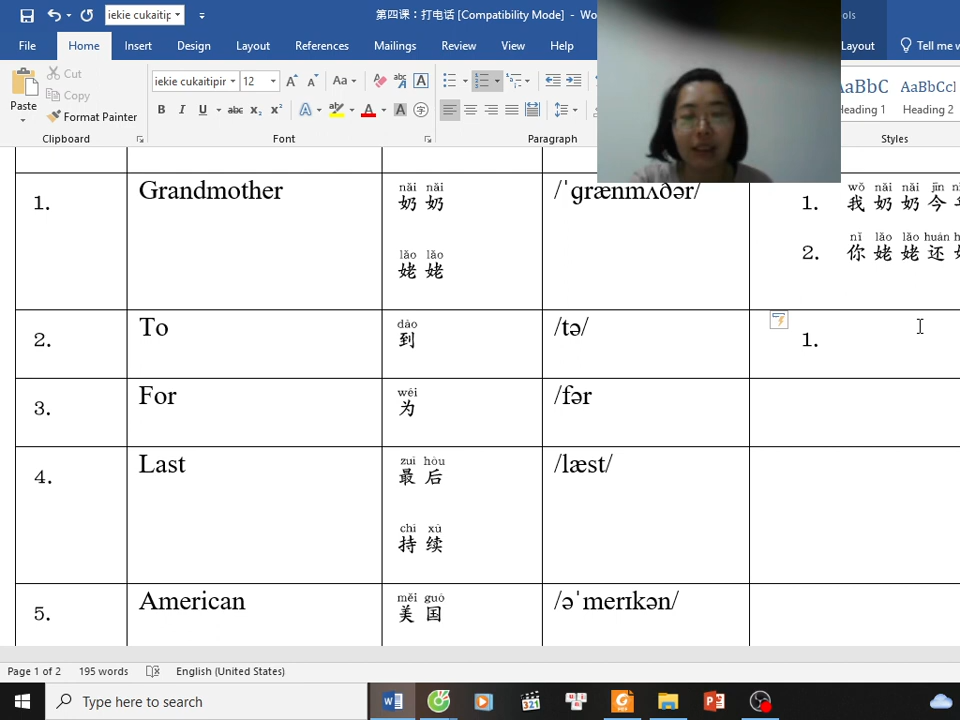 iekie cukaitip
第四课：打电话 [Compatibility Mode] - Wo
ols
File Home Insert Design Layout References Mailings Review View Help
Layout Tell me w
Paste
Cut
Copy
Format Painter
iekie cukaitipir 12
AaBbC AaBbCcI
Heading 1 Heading 2
Clipboard Font Paragraph Styles
1. Grandmother
nǎi nǎi
奶 奶
lǎo lǎo
姥 姥
/ˈɡrænmʌðər/
wǒ nǎi nǎi jīn
1. 我 奶 奶 今
nǐ lǎo lǎo huán
2. 你 姥 姥 还
2. To
dào
到
/tə/
1.
3. For
wéi
为
/fər
4. Last
zuì hòu
最 后
chí xù
持 续
/læst/
5. American
měi guó
美 国
/əˈmerɪkən/
Page 1 of 2 195 words English (United States)
Type here to search
321